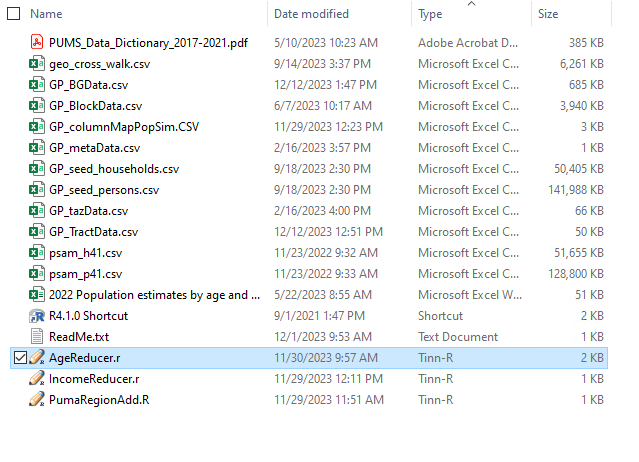 Name Date modified Type Size
PUMS_Data_Dictionary_2017-2021.pdf 5/10/2023 10:23 AM Adobe Acrobat D... 385 KB
geo_cross_walk.csv 9/14/2023 3:37 PM Microsoft Excel C... 6,261 KB
GP_BGData.csv 12/12/2023 1:47 PM Microsoft Excel C... 685 KB
GP_BlockData.csv 6/7/2023 10:17 AM Microsoft Excel C... 3,940 KB
GP_columnMapPopSim.CSV 11/29/2023 12:23 PM Microsoft Excel C... 3 KB
GP_metaData.csv 2/16/2023 3:57 PM Microsoft Excel C... 1 KB
GP_seed_households.csv 9/18/2023 2:30 PM Microsoft Excel C... 50,405 KB
GP_seed_persons.csv 9/18/2023 2:30 PM Microsoft Excel C... 141,988 KB
GP_tazData.csv 2/16/2023 4:00 PM Microsoft Excel C... 66 KB
GP_TractData.csv 12/12/2023 12:51 PM Microsoft Excel C... 50 KB
psam_h41.csv 11/23/2022 9:32 AM Microsoft Excel C... 51,655 KB
psam_p41.csv 11/23/2022 9:33 AM Microsoft Excel C... 128,800 KB
2022 Population estimates by age and ... 5/22/2023 8:55 AM Microsoft Excel W... 51 KB
R4.1.0 Shortcut 9/1/2021 1:47 PM Shortcut 2 KB
ReadMe.txt 12/1/2023 9:53 AM Text Document 1 KB
AgeReducer.r 11/30/2023 9:57 AM Tinn-R 2 KB
IncomeReducer.r 11/29/2023 12:11 PM Tinn-R 1 KB
PumaRegionAdd.R 11/29/2023 11:51 AM Tinn-R 1 KB